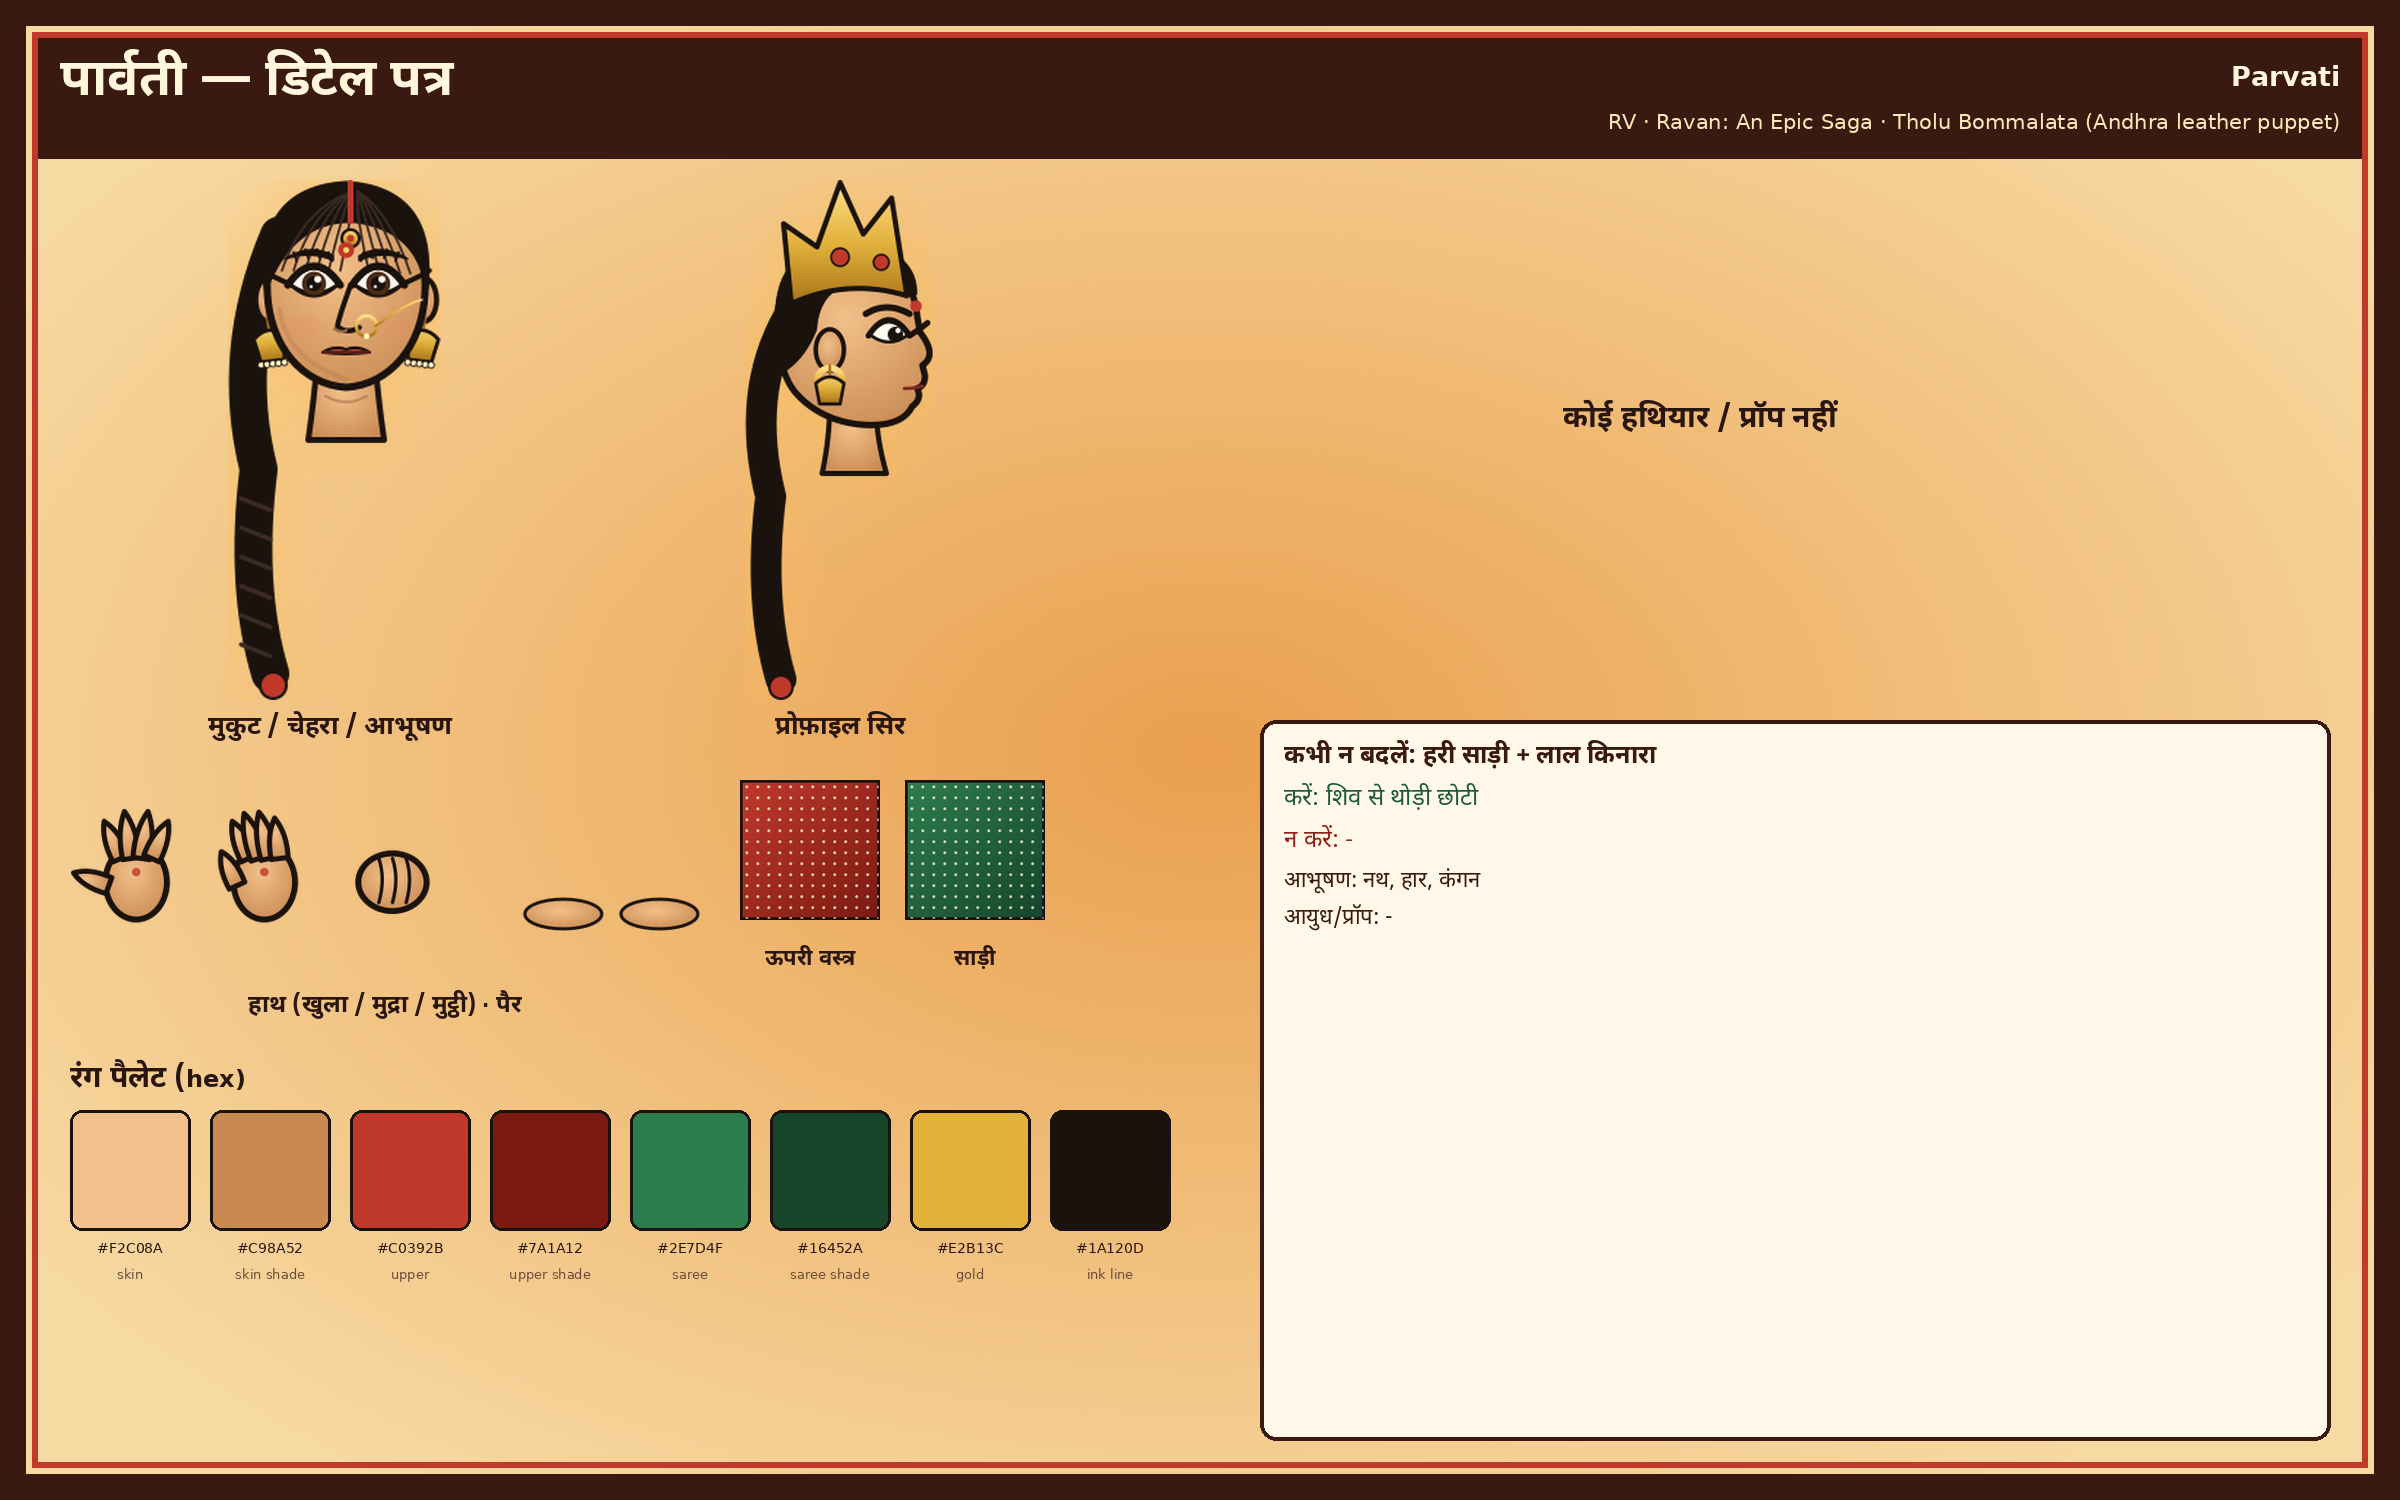 पार्वती — डिटेल पत्र
Parvati
RV · Ravan: An Epic Saga · Tholu Bommalata (Andhra leather puppet)
कोई हथियार / प्रॉप नहीं
मुकुट / चेहरा / आभूषण
प्रोफ़ाइल सिर
कभी न बदलें: हरी साड़ी + लाल किनारा
करें: शिव से थोड़ी छोटी
न करें: -
आभूषण: नथ, हार, कंगन
आयुध/प्रॉप: -
ऊपरी वस्त्र
साड़ी
हाथ (खुला / मुद्रा / मुट्ठी) · पैर
रंग पैलेट (hex)
#F2C08A #C98A52 #C0392B #7A1A12 #2E7D4F #16452A #E2B13C #1A120D
skin skin shade upper upper shade saree saree shade gold ink line